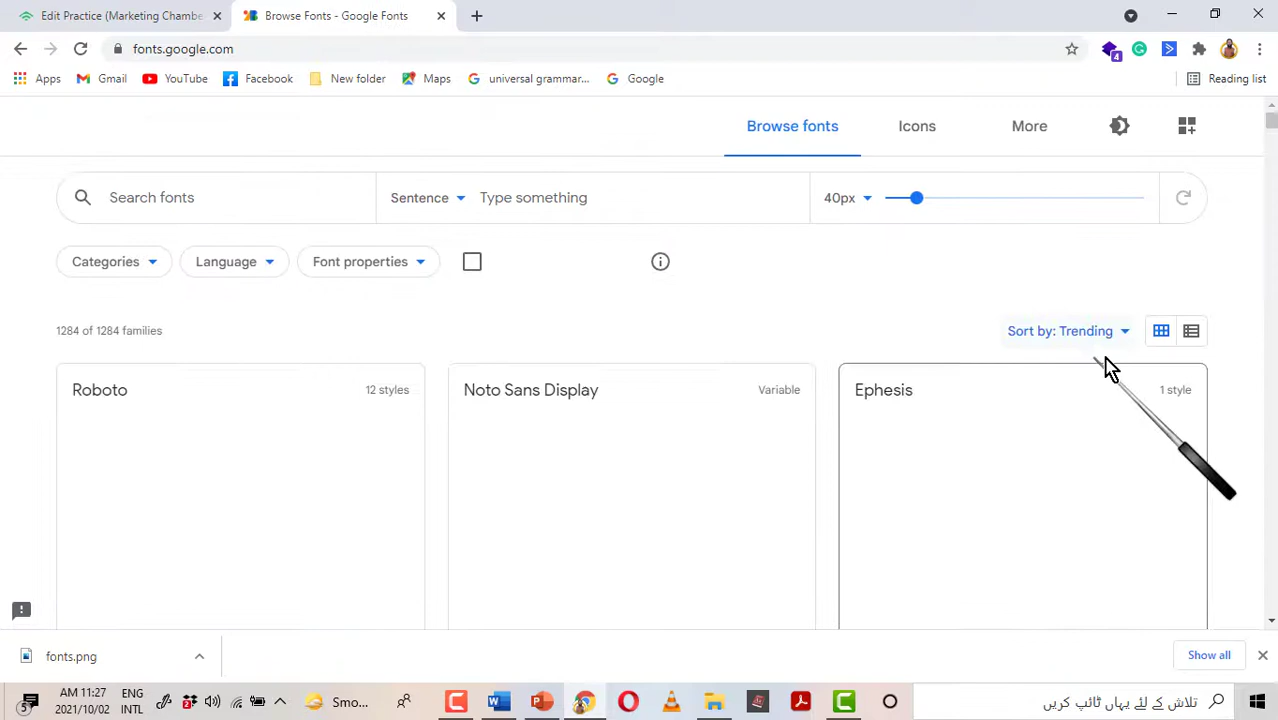 Edit Practice (Marketing Chambe
Browse Fonts - Google Fonts
fonts.google.com
4
Apps
Gmail
YouTube
Facebook
New folder
Maps
universal grammar...
Google
Reading list
Browse fonts
Icons
More
Search fonts
Sentence
Type something
40px
Categories
Language
Font properties
1284 of 1284 families
Sort by: Trending
Roboto
12 styles
Noto Sans Display
Variable
Ephesis
1 style
fonts.png
Show all
AM 11:27
2021/10/02
ENG
INTL
Smo...
تلاش کے لئے یہاں ٹائپ کریں